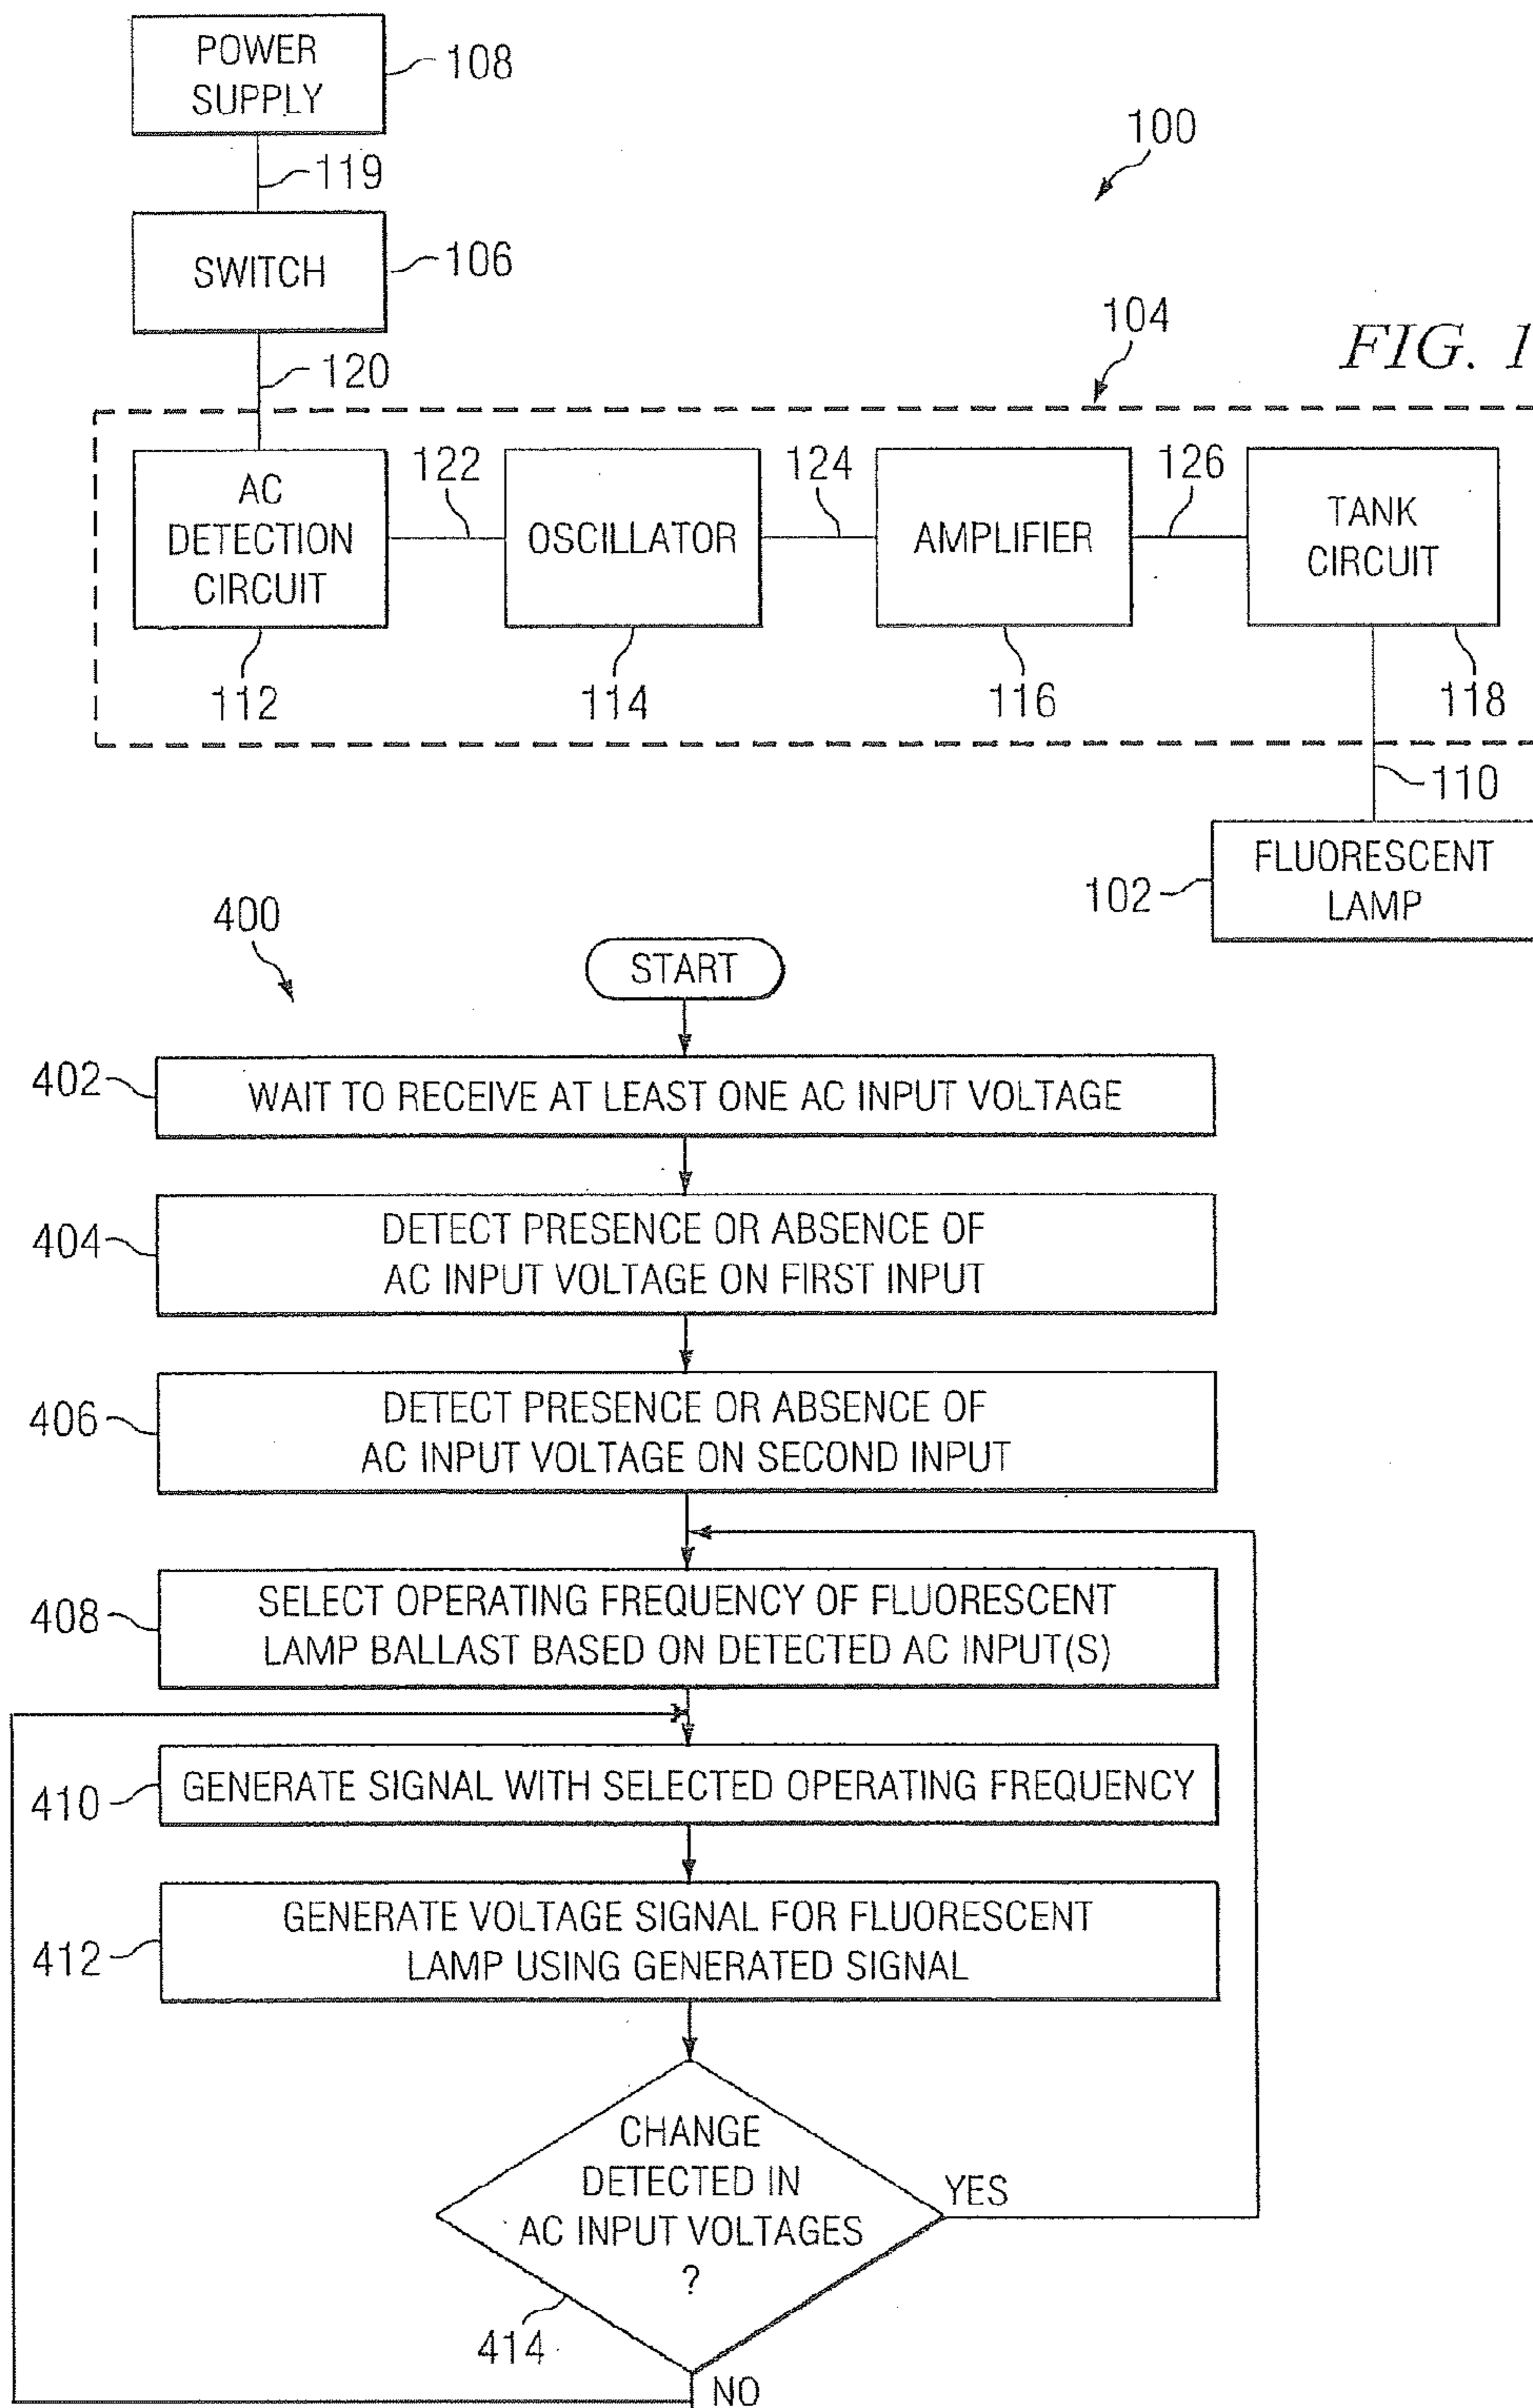 POWER
SUPPLY
108
119
100
SWITCH
106
104
FIG. 1
120
AC
DETECTION
CIRCUIT
122
OSCILLATOR
124
AMPLIFIER
126
TANK
CIRCUIT
112
114
116
118
110
FLUORESCENT
LAMP
102
400
START
402
WAIT TO RECEIVE AT LEAST ONE AC INPUT VOLTAGE
404
DETECT PRESENCE OR ABSENCE OF
AC INPUT VOLTAGE ON FIRST INPUT
406
DETECT PRESENCE OR ABSENCE OF
AC INPUT VOLTAGE ON SECOND INPUT
408
SELECT OPERATING FREQUENCY OF FLUORESCENT
LAMP BALLAST BASED ON DETECTED AC INPUT(S)
410
GENERATE SIGNAL WITH SELECTED OPERATING FREQUENCY
412
GENERATE VOLTAGE SIGNAL FOR FLUORESCENT
LAMP USING GENERATED SIGNAL
CHANGE
DETECTED IN
AC INPUT VOLTAGES
?
YES
414
NO